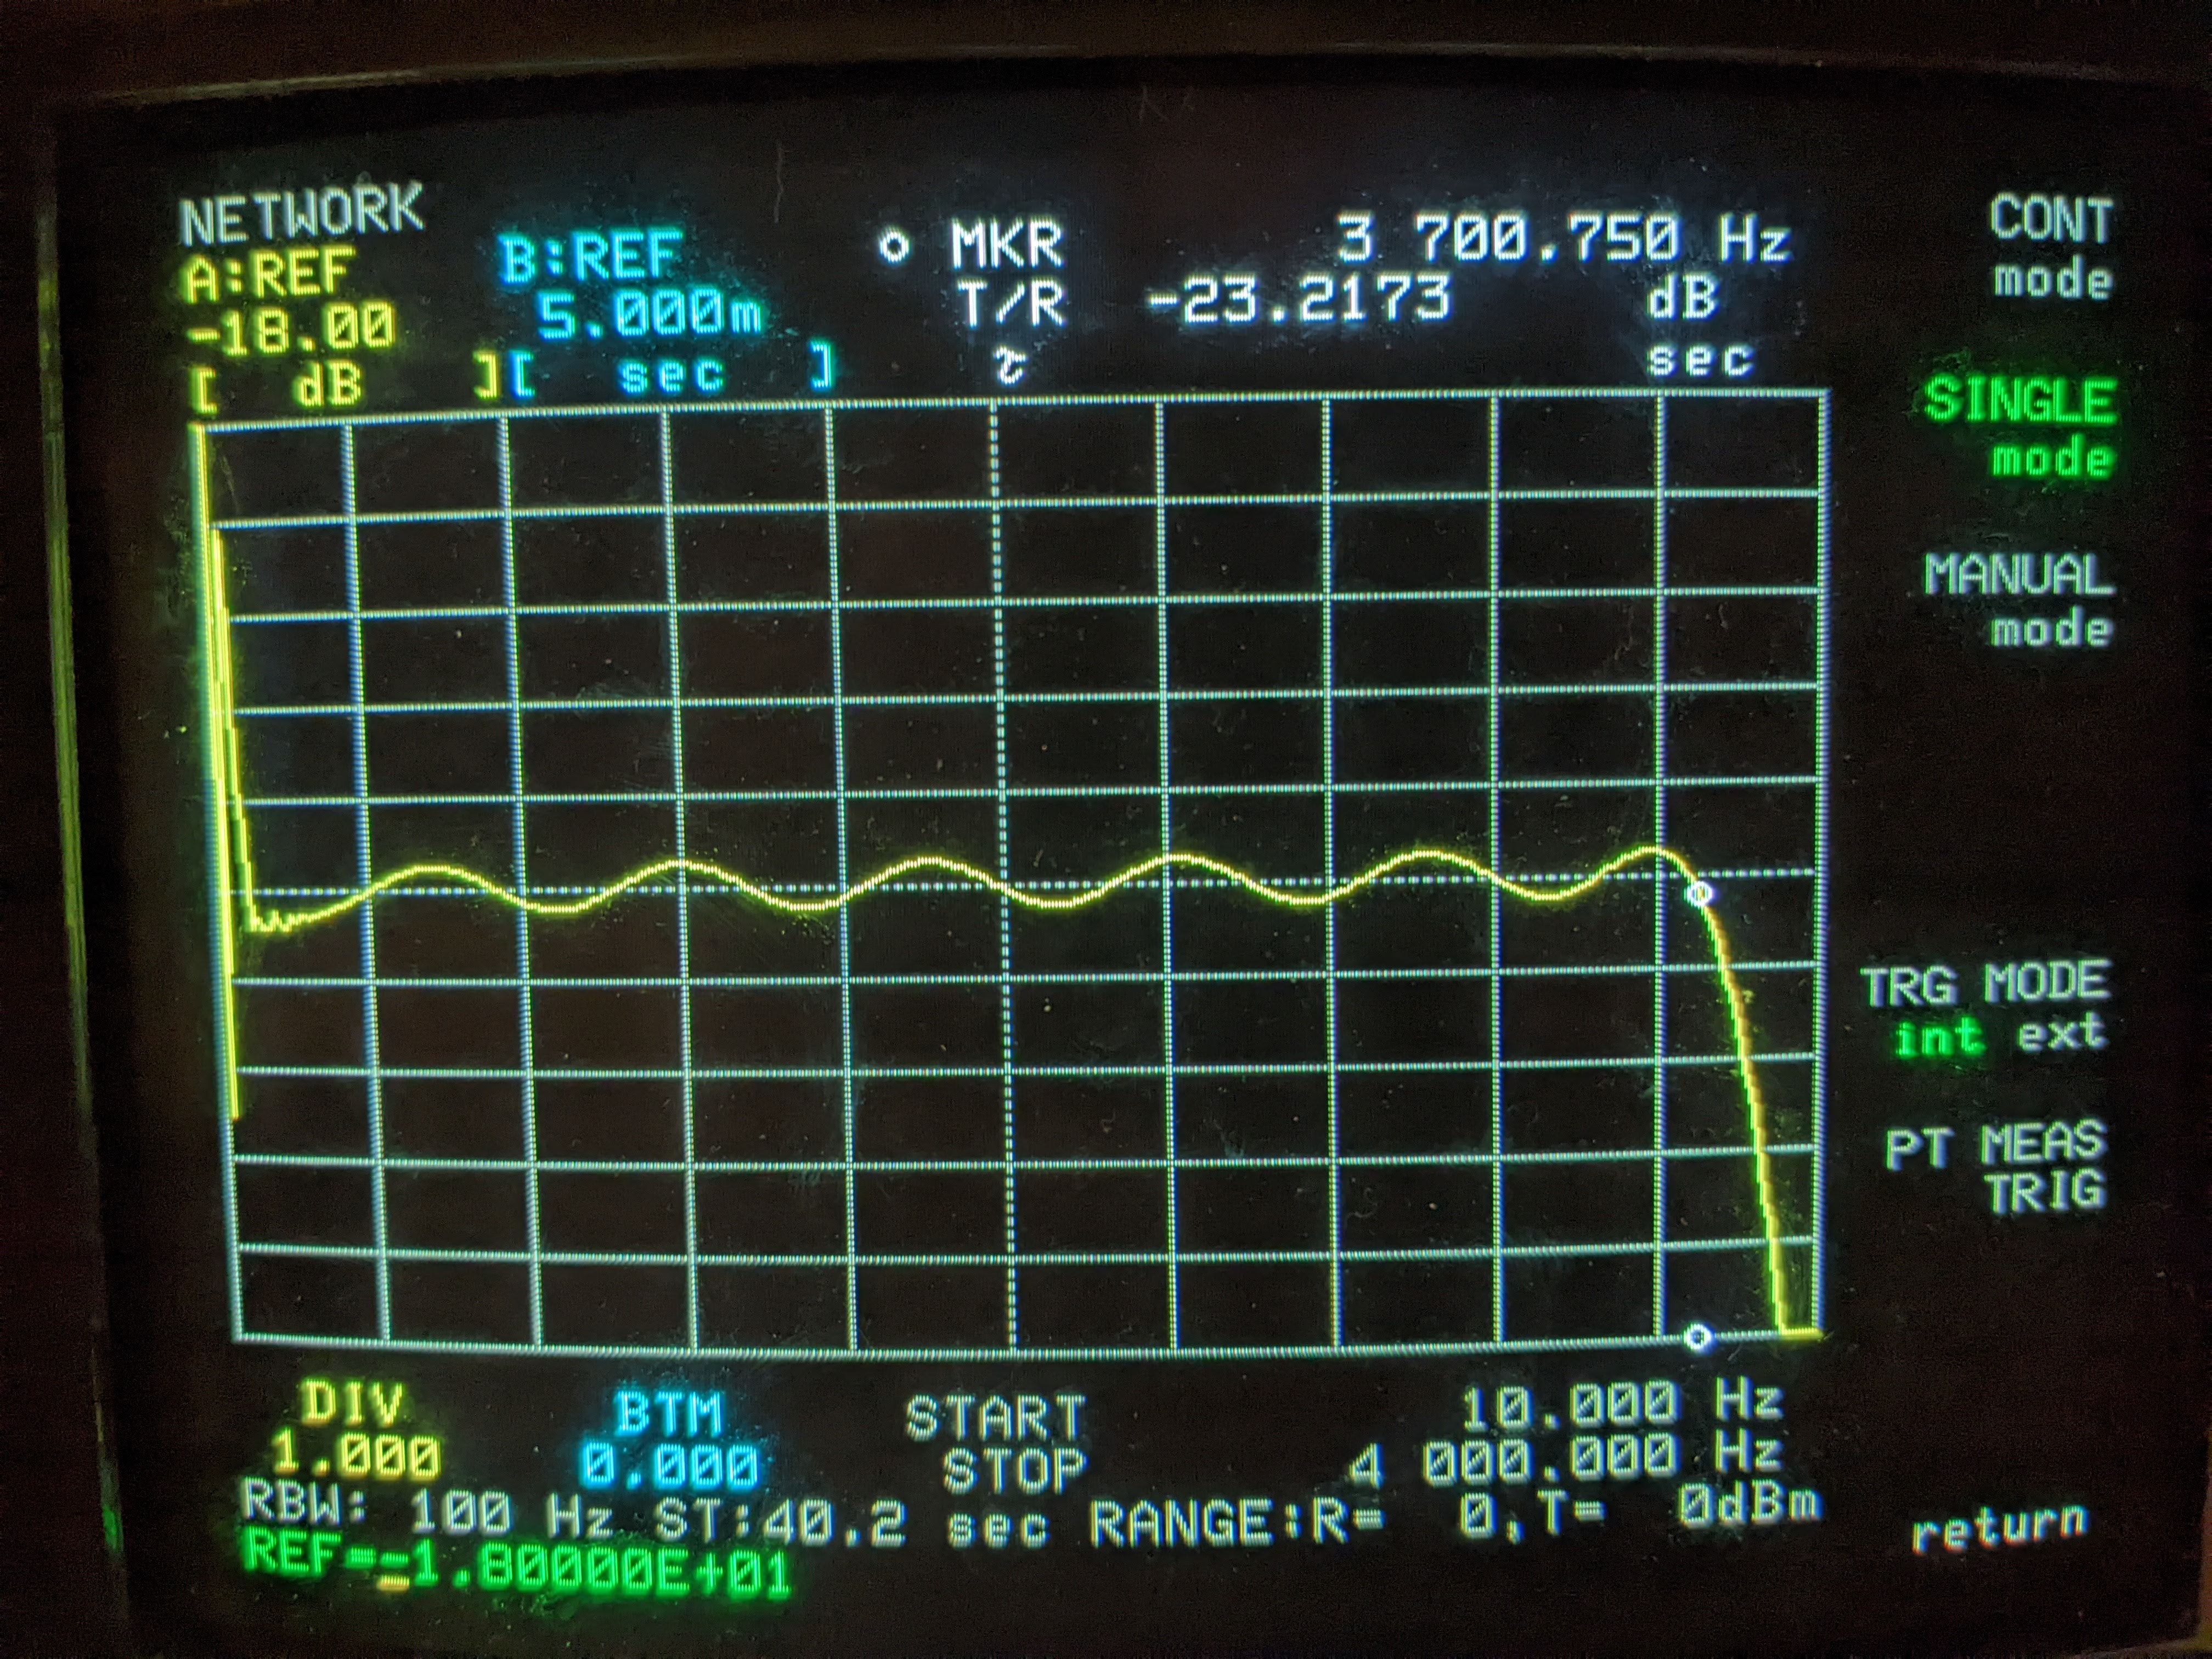 NETWORK
A:REF B:REF o MKR 3 700.750 Hz
-18.00 5.000m T/R -23.2173 dB
[ dB ][ sec ] τ sec
CONT
mode
SINGLE
mode
MANUAL
mode
TRG MODE
int ext
PT MEAS
TRIG
DIV BTM START 10.000 Hz
1.000 0.000 STOP 4 000.000 Hz
RBW: 100 Hz ST:40.2 sec RANGE:R= 0,T= 0dBm
REF=-1.80000E+01
return